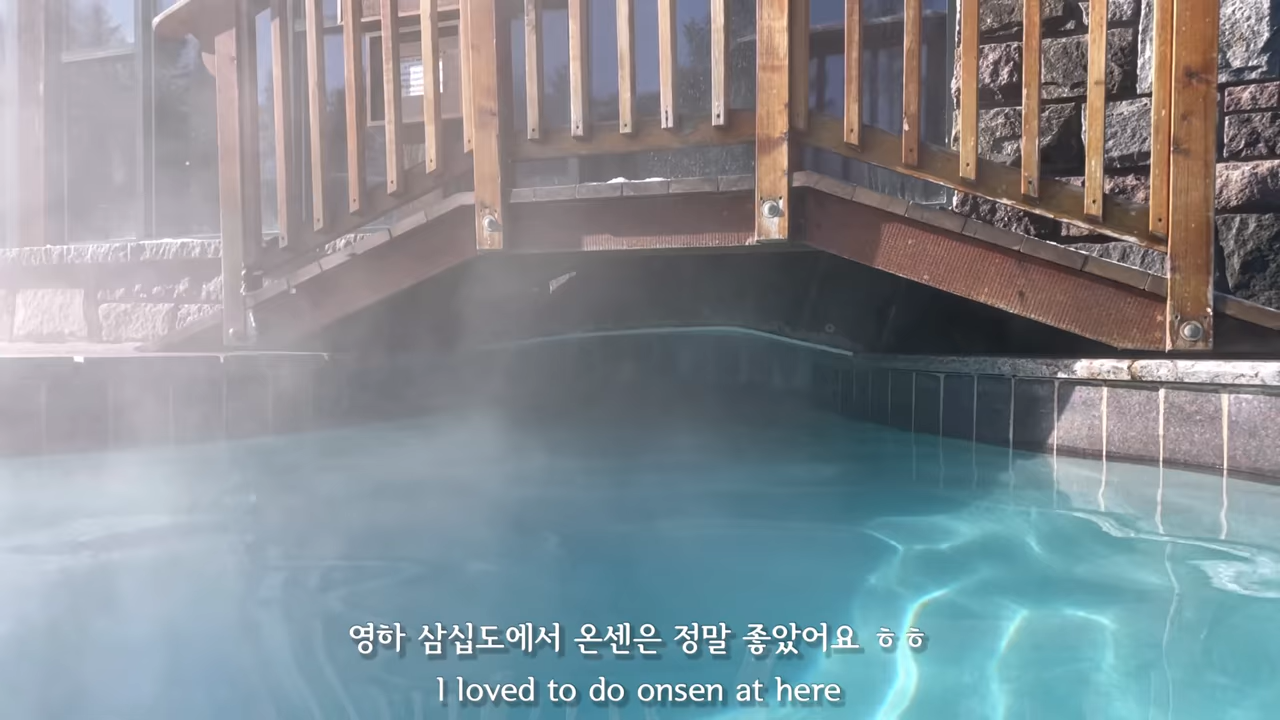 영하 삼십도에서 온센은 정말 좋았어요 ㅎㅎ
I loved to do onsen at here